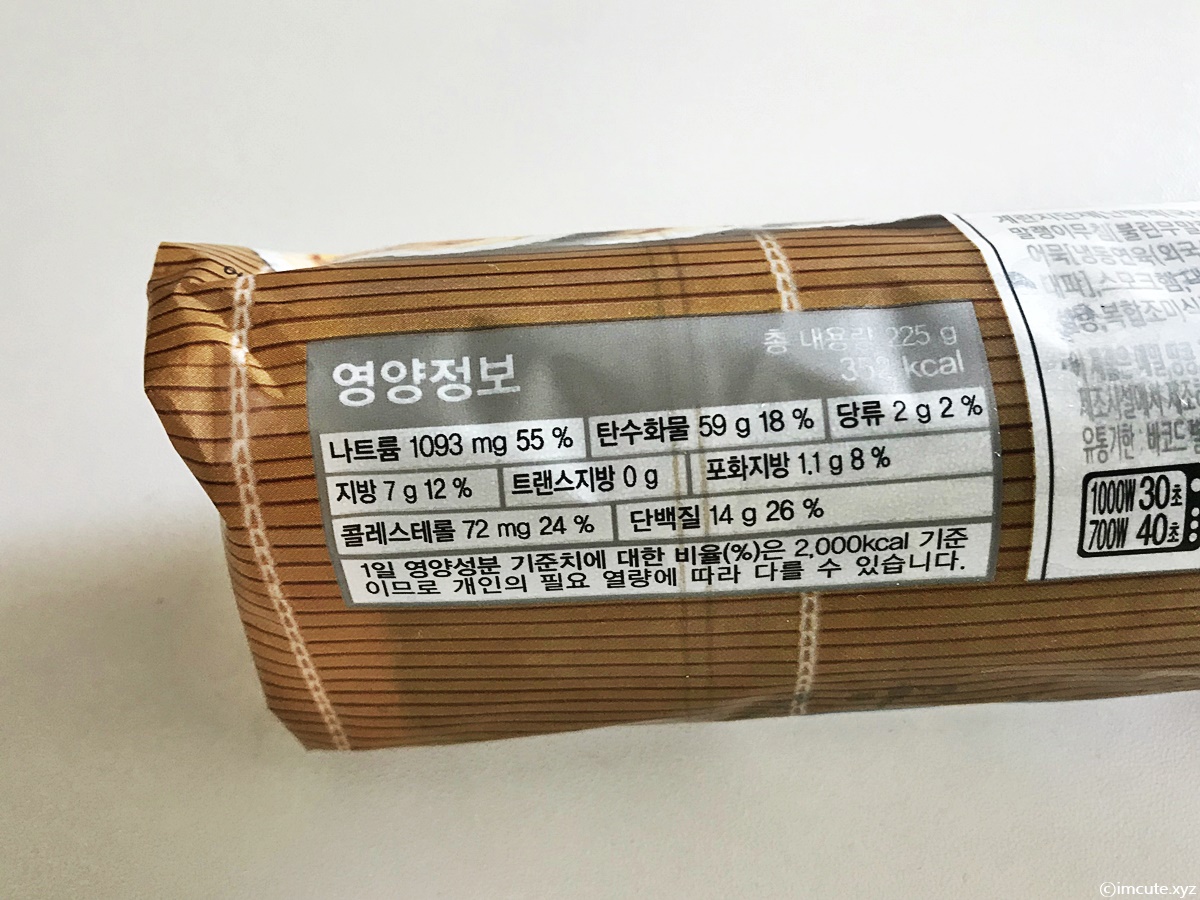 영양정보
총 내용량 225 g
352 kcal
나트륨 1093 mg 55 % 탄수화물 59 g 18 % 당류 2 g 2 %
지방 7 g 12 % 트랜스지방 0 g 포화지방 1.1 g 8 %
콜레스테롤 72 mg 24 % 단백질 14 g 26 %
1일 영양성분 기준치에 대한 비율(%)은 2,000kcal 기준
이므로 개인의 필요 열량에 따라 다를 수 있습니다.
유통기한 : 바코드
1000W 30초
700W 40초
©imcute.xyz